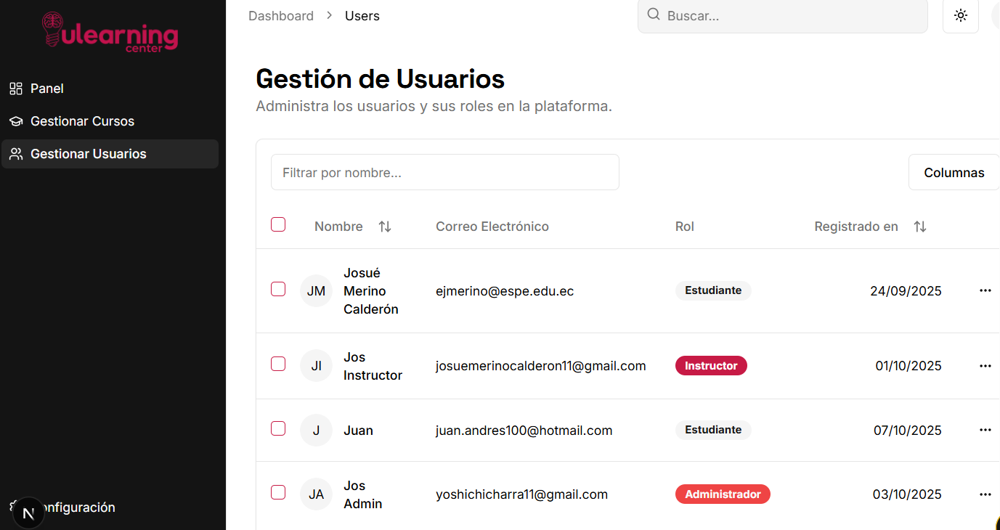 ulearning
center
Dashboard > Users
Buscar...
Panel
Gestionar Cursos
Gestionar Usuarios
Gestión de Usuarios
Administra los usuarios y sus roles en la plataforma.
Filtrar por nombre...
Columnas
Nombre Correo Electrónico Rol Registrado en
JM Josué
Merino
Calderón
ejmerino@espe.edu.ec Estudiante 24/09/2025
JI Jos
Instructor
josuemerinocalderon11@gmail.com Instructor 01/10/2025
J Juan juan.andres100@hotmail.com Estudiante 07/10/2025
JA Jos
Admin
yoshichicharra11@gmail.com Administrador 03/10/2025
N onfiguración